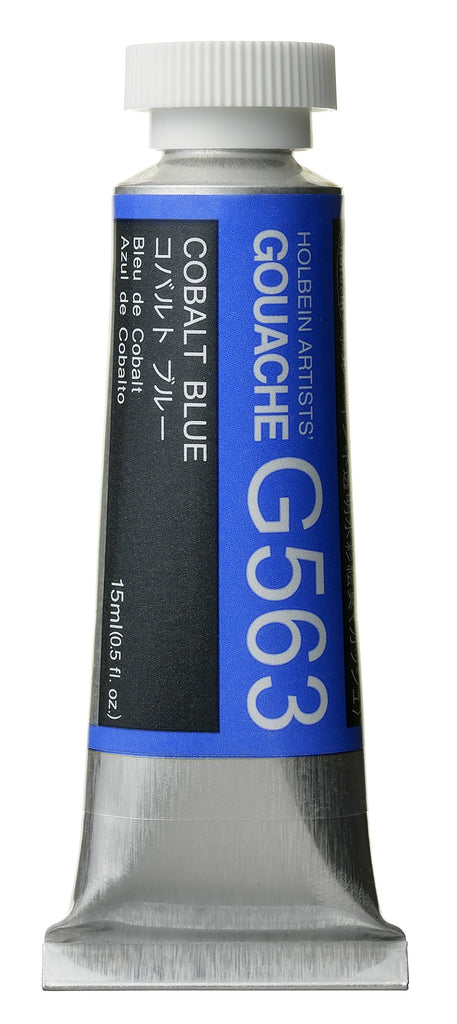 HOLBEIN ARTISTS'
GOUACHE G563
COBALT BLUE
コバルト ブルー
Bleu de Cobalt
Azul de Cobalto
15ml(0.5 fl. oz.)